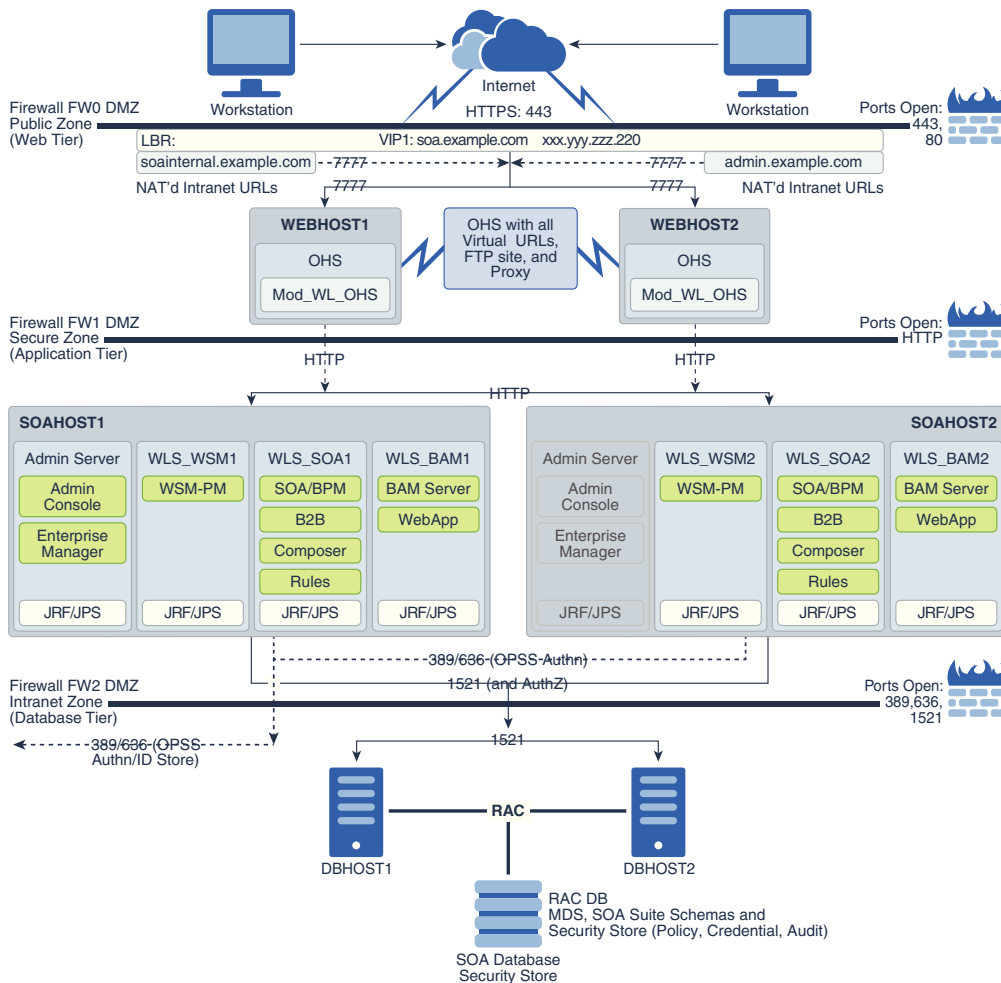 Internet
Workstation
Workstation
HTTPS: 443
Firewall FW0 DMZ
Public Zone
(Web Tier)
Ports Open:
443,
80
LBR:
VIP1: soa.example.com xxx.yyy.zzz.220
soainternal.example.com
7777
7777
admin.example.com
NAT'd Intranet URLs
7777
7777
NAT'd Intranet URLs
WEBHOST1
OHS
Mod_WL_OHS
OHS with all
Virtual URLs,
FTP site, and
Proxy
WEBHOST2
OHS
Mod_WL_OHS
Firewall FW1 DMZ
Secure Zone
(Application Tier)
Ports Open:
HTTP
HTTP
HTTP
HTTP
SOAHOST1
Admin Server
Admin
Console
Enterprise
Manager
JRF/JPS
WLS_WSM1
WSM-PM
JRF/JPS
WLS_SOA1
SOA/BPM
B2B
Composer
Rules
JRF/JPS
WLS_BAM1
BAM Server
WebApp
JRF/JPS
SOAHOST2
Admin Server
Admin
Console
Enterprise
Manager
JRF/JPS
WLS_WSM2
WSM-PM
JRF/JPS
WLS_SOA2
SOA/BPM
B2B
Composer
Rules
JRF/JPS
WLS_BAM2
BAM Server
WebApp
JRF/JPS
389/636 (OPSS Authn)
1521 (and AuthZ)
Firewall FW2 DMZ
Intranet Zone
(Database Tier)
Ports Open:
389,636,
1521
389/636 (OPSS
Authn/ID Store)
1521
RAC
DBHOST1
DBHOST2
RAC DB
MDS, SOA Suite Schemas and
Security Store (Policy, Credential, Audit)
SOA Database
Security Store